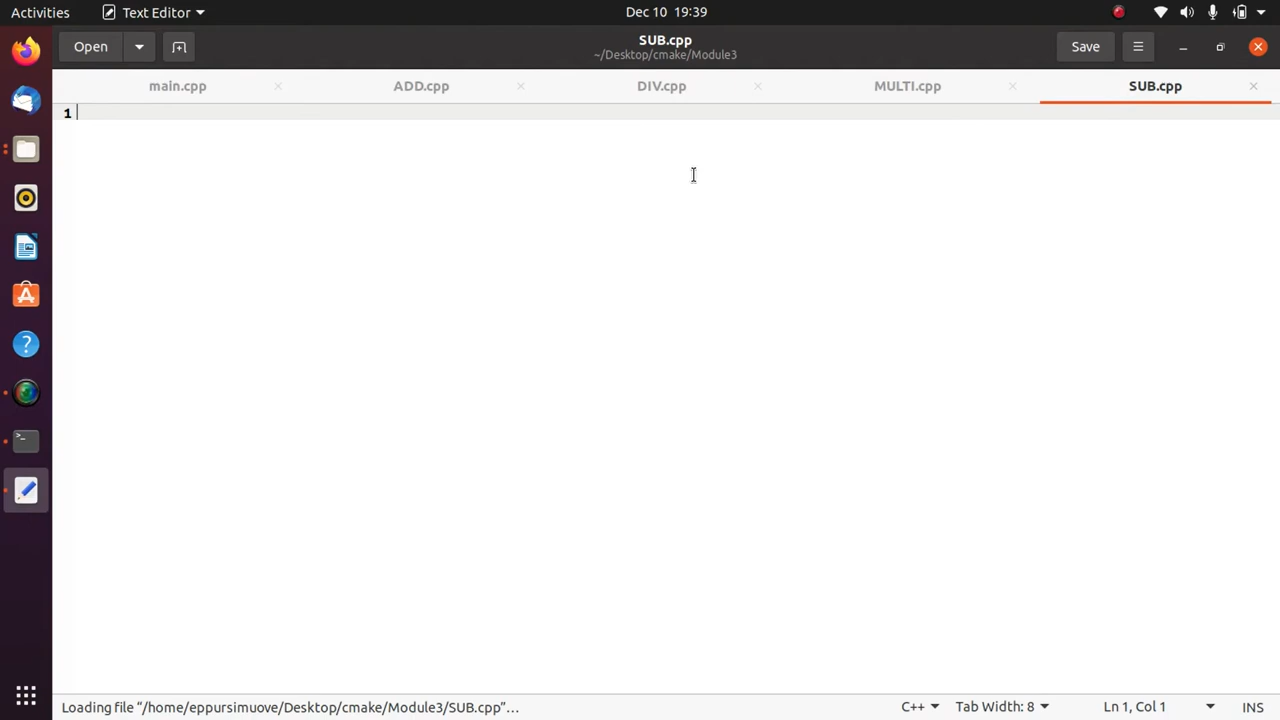 Activities Text Editor Dec 10 19:39
Open SUB.cpp Save
~/Desktop/cmake/Module3
main.cpp ADD.cpp DIV.cpp MULTI.cpp SUB.cpp
1
Loading file “/home/eppursimuove/Desktop/cmake/Module3/SUB.cpp”… C++ Tab Width: 8 Ln 1, Col 1 INS